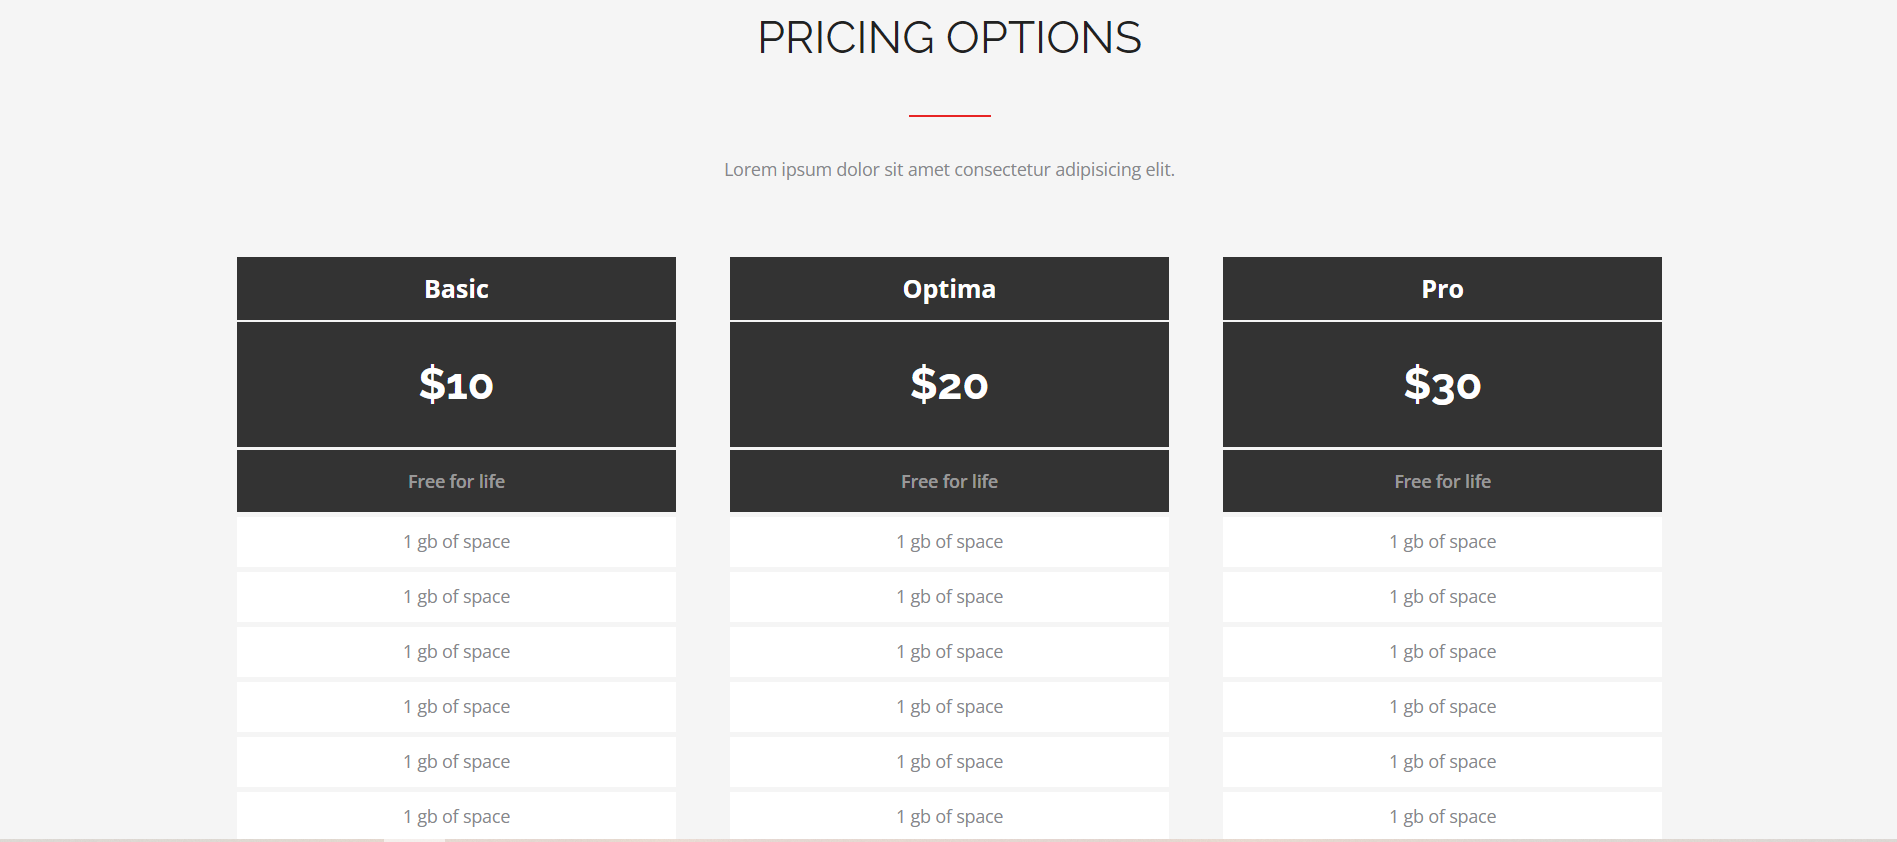 PRICING OPTIONS
Lorem ipsum dolor sit amet consectetur adipisicing elit.
Basic
$10
Free for life
1 gb of space
1 gb of space
1 gb of space
1 gb of space
1 gb of space
1 gb of space
Optima
$20
Free for life
1 gb of space
1 gb of space
1 gb of space
1 gb of space
1 gb of space
1 gb of space
Pro
$30
Free for life
1 gb of space
1 gb of space
1 gb of space
1 gb of space
1 gb of space
1 gb of space